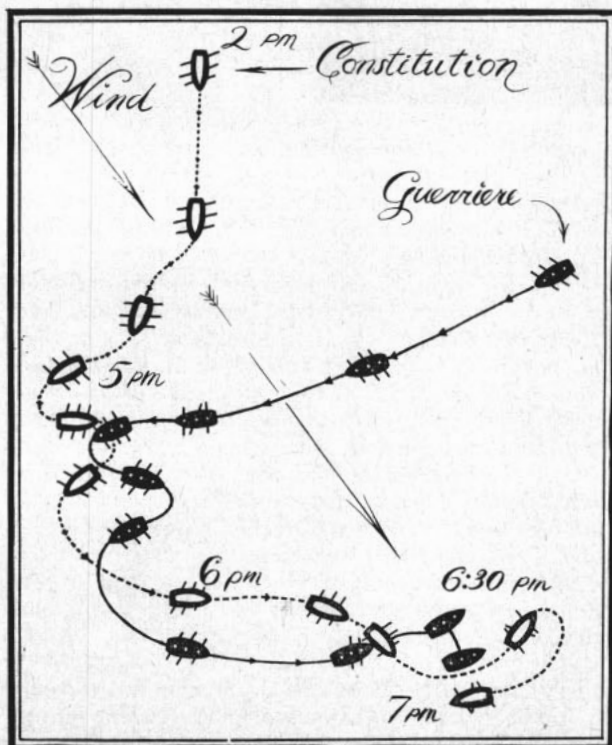 2 pm
Constitution
Wind
Guerriere
5 pm
6 pm
6:30 pm
7 pm